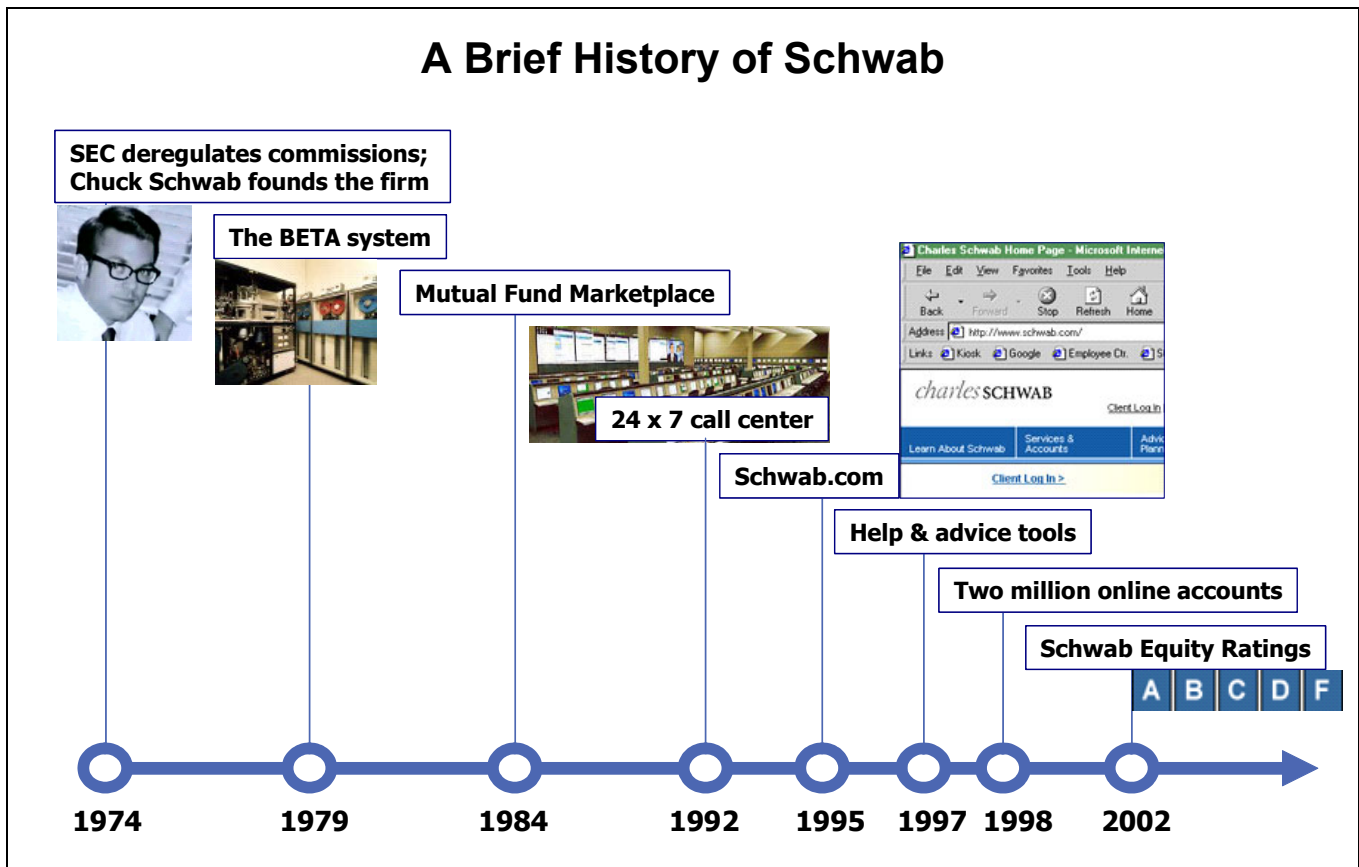 A Brief History of Schwab
SEC deregulates commissions;
Chuck Schwab founds the firm
The BETA system
Mutual Fund Marketplace
24 x 7 call center
Charles Schwab Home Page - Microsoft Interne
File Edit View Favorites Tools Help
Back Forward Stop Refresh Home
Address http://www.schwab.com/
Links Kiosk Google Employee Ctr. S
charles SCHWAB
Client Log In
Learn About Schwab
Services &
Accounts
Advic
Plann
Client Log In >
Schwab.com
Help & advice tools
Two million online accounts
Schwab Equity Ratings
A B C D F
1974 1979 1984 1992 1995 1997 1998 2002